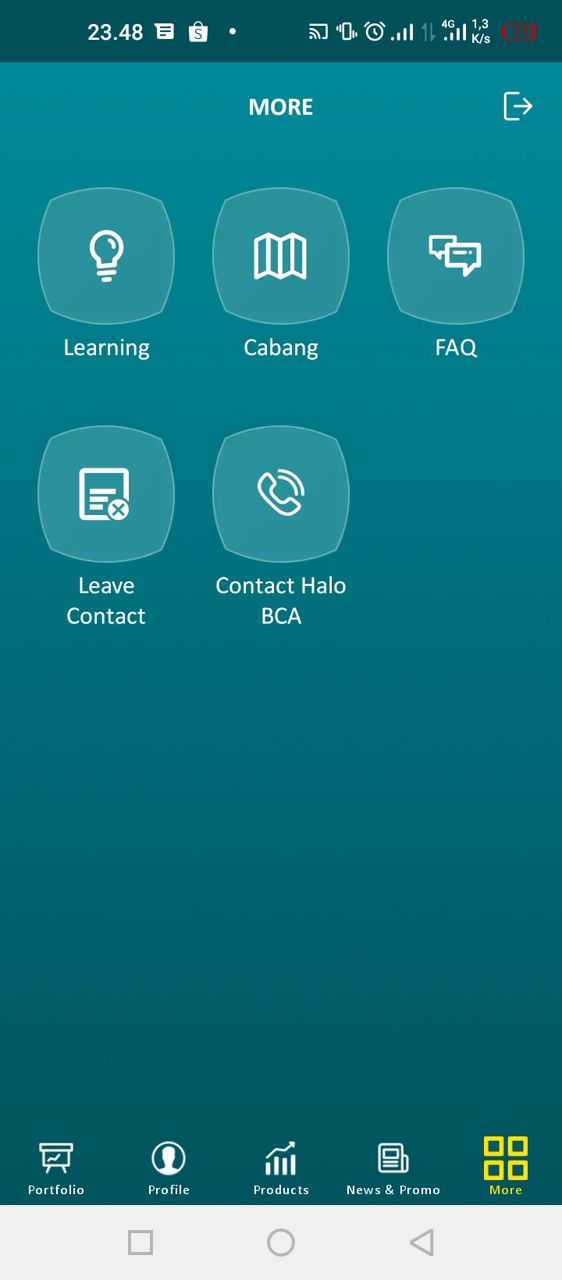 23.48
4G 1,3 K/s 11
MORE
Learning Cabang FAQ
Leave Contact Halo
Contact BCA
Portfolio Profile Products News & Promo More